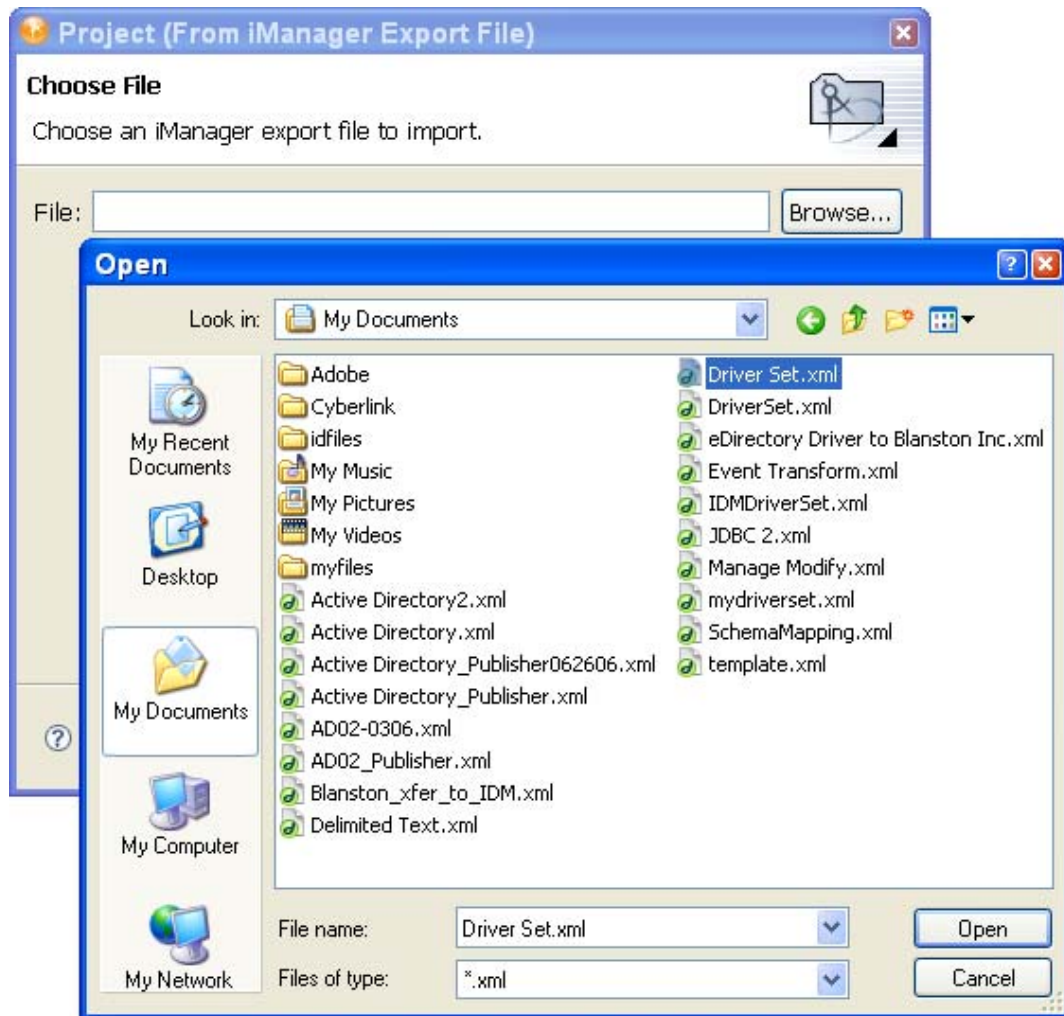 Project (From iManager Export File)
Choose File
Choose an iManager export file to import.
File:
Browse...
Open
Look in:
My Documents
My Recent
Documents
Desktop
My Documents
My Computer
My Network
Adobe
Cyberlink
idfiles
My Music
My Pictures
My Videos
myfiles
Active Directory2.xml
Active Directory.xml
Active Directory_Publisher062606.xml
Active Directory_Publisher.xml
AD02-0306.xml
AD02_Publisher.xml
Blanston_xfer_to_IDM.xml
Delimited Text.xml
Driver Set.xml
DriverSet.xml
eDirectory Driver to Blanston Inc.xml
Event Transform.xml
IDMDriverSet.xml
JDBC 2.xml
Manage Modify.xml
mydriverset.xml
SchemaMapping.xml
template.xml
File name:
Driver Set.xml
Open
Files of type:
*.xml
Cancel